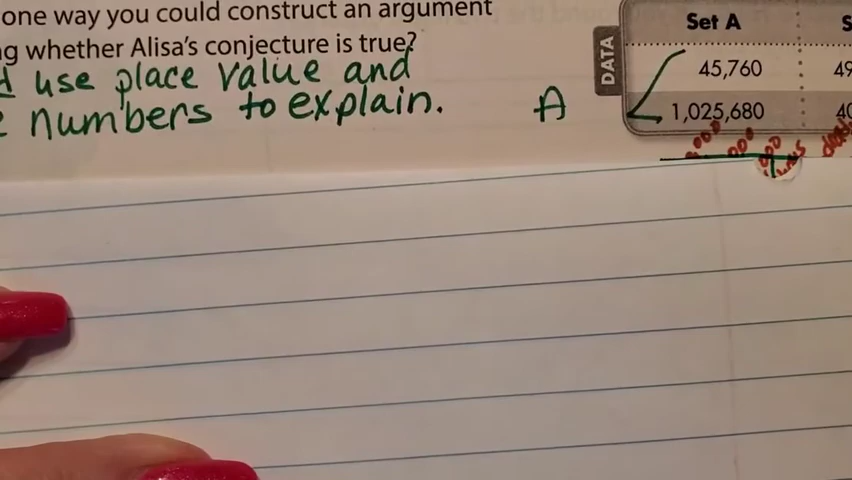 one way you could construct an argument
whether Alisa's conjecture is true?
use place value and
numbers to explain.
A
DATA
Set A
45,760
49
1,025,680
40